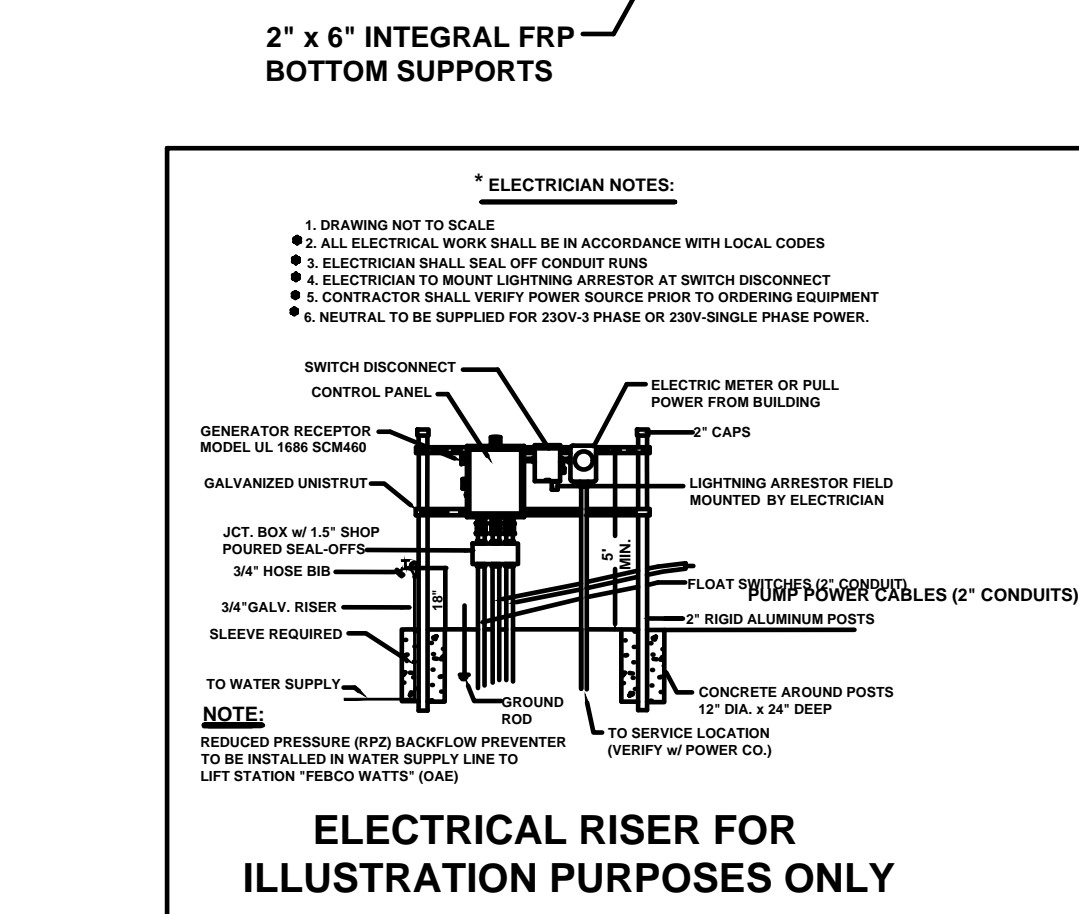 2" x 6" INTEGRAL FRP
BOTTOM SUPPORTS
* ELECTRICIAN NOTES:
1. DRAWING NOT TO SCALE
2. ALL ELECTRICAL WORK SHALL BE IN ACCORDANCE WITH LOCAL CODES
3. ELECTRICIAN SHALL SEAL OFF CONDUIT RUNS
4. ELECTRICIAN TO MOUNT LIGHTNING ARRESTOR AT SWITCH DISCONNECT
5. CONTRACTOR SHALL VERIFY POWER SOURCE PRIOR TO ORDERING EQUIPMENT
6. NEUTRAL TO BE SUPPLIED FOR 23OV-3 PHASE OR 230V-SINGLE PHASE POWER.
SWITCH DISCONNECT
CONTROL PANEL
ELECTRIC METER OR PULL
POWER FROM BUILDING
GENERATOR RECEPTOR
MODEL UL 1686 SCM460
2" CAPS
GALVANIZED UNISTRUT
LIGHTNING ARRESTOR FIELD
MOUNTED BY ELECTRICIAN
JCT. BOX w/ 1.5" SHOP
POURED SEAL-OFFS
5'
MIN.
3/4" HOSE BIB
FLOAT SWITCHES (2" CONDUIT)
PUMP POWER CABLES (2" CONDUITS)
18"
3/4"GALV. RISER
2" RIGID ALUMINUM POSTS
SLEEVE REQUIRED
TO WATER SUPPLY
CONCRETE AROUND POSTS
12" DIA. x 24" DEEP
GROUND
ROD
TO SERVICE LOCATION
(VERIFY w/ POWER CO.)
NOTE:
REDUCED PRESSURE (RPZ) BACKFLOW PREVENTER
TO BE INSTALLED IN WATER SUPPLY LINE TO
LIFT STATION "FEBCO WATTS" (OAE)
ELECTRICAL RISER FOR
ILLUSTRATION PURPOSES ONLY